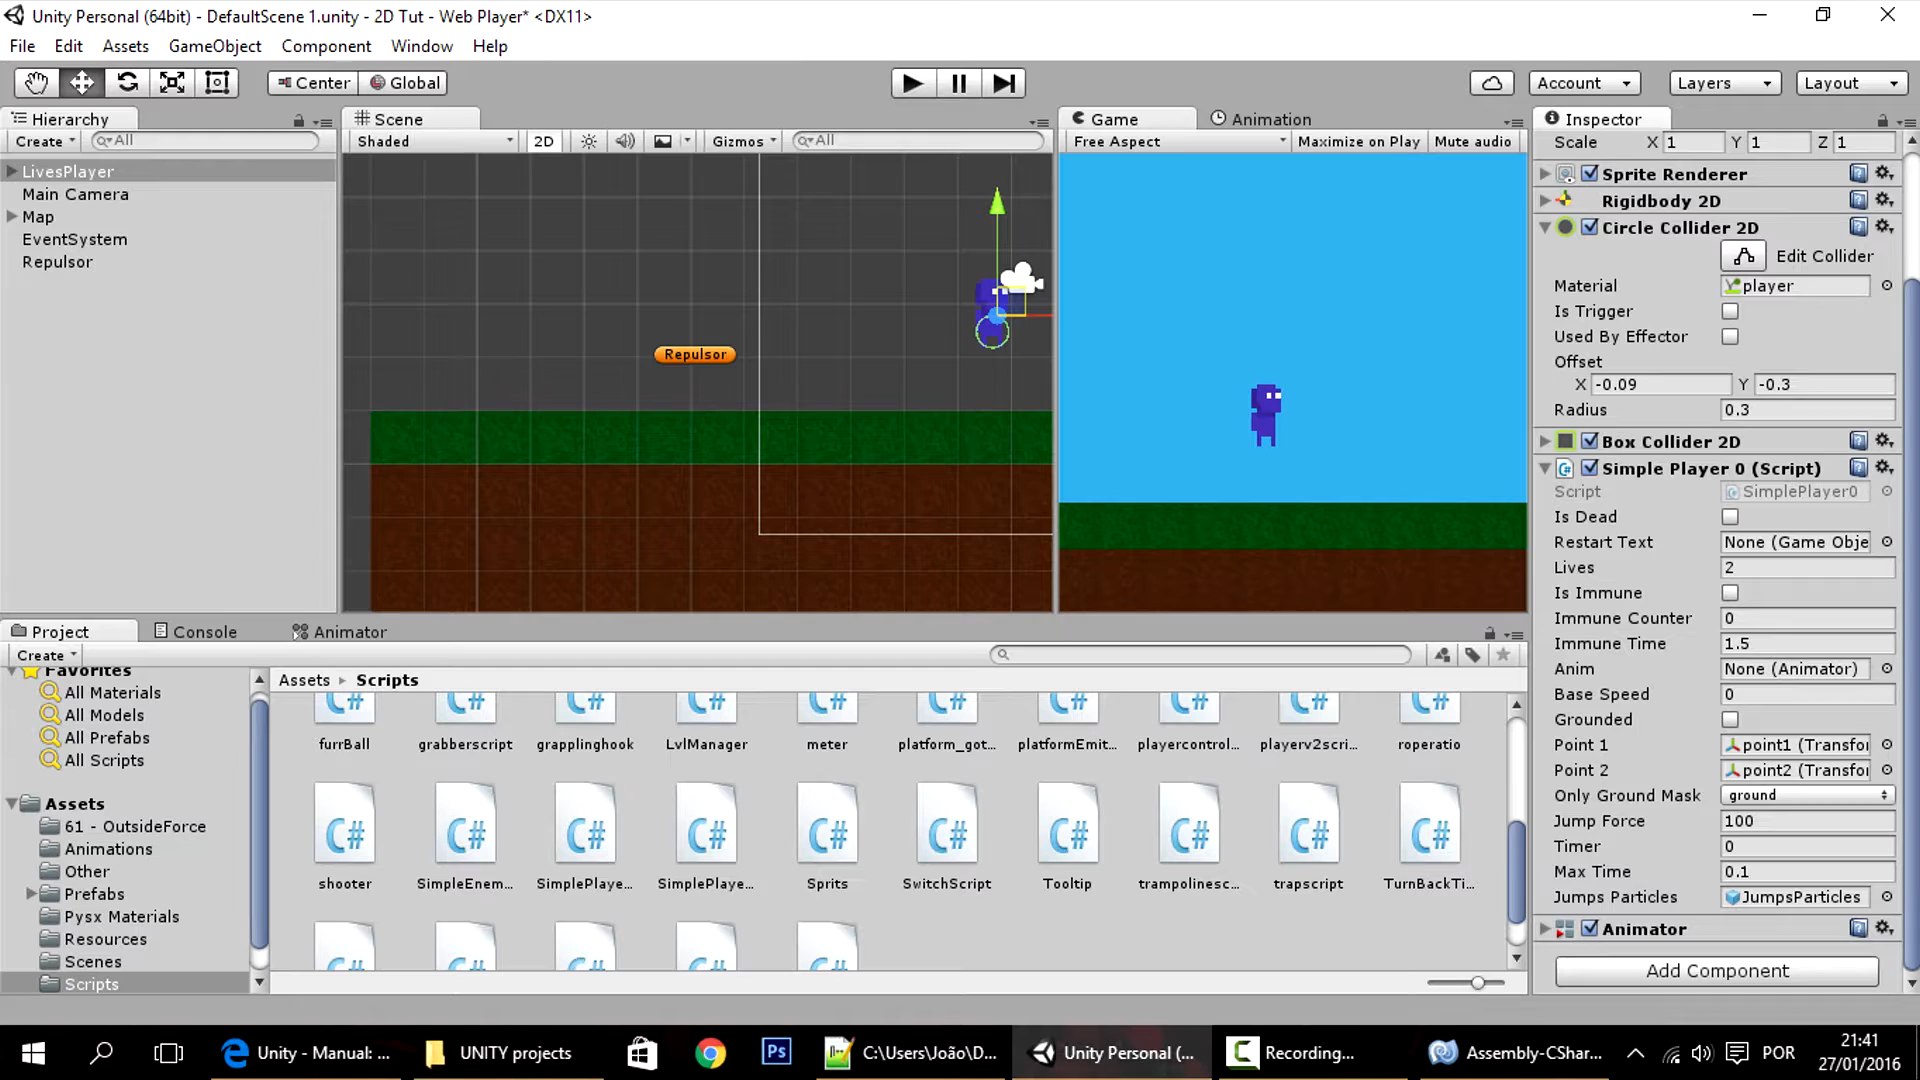 Unity Personal (64bit) - DefaultScene 1.unity - 2D Tut - Web Player* <DX11>
File Edit Assets GameObject Component Window Help
Center Global Account Layers Layout
Hierarchy
Create All
LivesPlayer
Main Camera
Map
EventSystem
Repulsor
Scene
Shaded 2D Gizmos All
Repulsor
Game Animation
Free Aspect Maximize on Play Mute audio
Inspector
Scale X 1 Y 1 Z 1
Sprite Renderer
Rigidbody 2D
Circle Collider 2D
Edit Collider
Material player
Is Trigger
Used By Effector
Offset
X -0.09 Y -0.3
Radius 0.3
Box Collider 2D
Simple Player 0 (Script)
Script SimplePlayer0
Is Dead
Restart Text None (Game Obje
Lives 2
Is Immune
Immune Counter 0
Immune Time 1.5
Anim None (Animator)
Base Speed 0
Grounded
Point 1 point1 (Transfor
Point 2 point2 (Transfor
Only Ground Mask ground
Jump Force 100
Timer 0
Max Time 0.1
Jumps Particles JumpsParticles
Animator
Add Component
Project Console Animator
Create
Favorites
All Materials
All Models
All Prefabs
All Scripts
Assets
61 - OutsideForce
Animations
Other
Prefabs
Pysx Materials
Resources
Scenes
Scripts
Assets Scripts
C# C# C# C# C# C# C# C# C# C#
furrBall grabberscript grapplinghook LvlManager meter platform_got... platformEmit... playercontrol... playerv2scri... roperatio
C# C# C# C# C# C# C# C# C# C#
shooter SimpleEnem... SimplePlaye... SimplePlaye... Sprits SwitchScript Tooltip trampolinesc... trapscript TurnBackTi...
C# C# C# C# C#
Unity - Manual: ... UNITY projects Ps C:\Users\João\D... Unity Personal (... Recording... Assembly-CShar... POR 21:41
27/01/2016